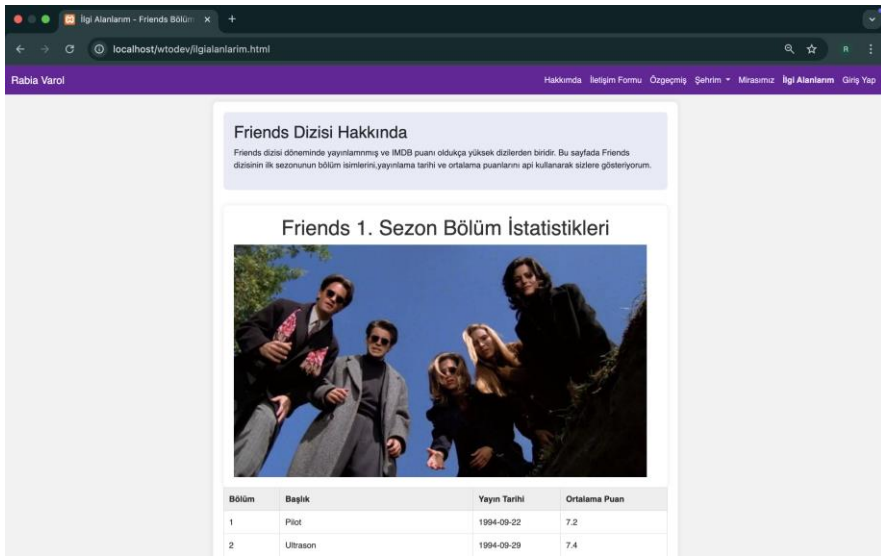 İlgi Alanlarım - Friends Bölüm
localhost/wtodev/ilgialanlarim.html
R
Rabia Varol
Hakkımda İletişim Formu Özgeçmiş Şehrim Mirasımız İlgi Alanlarım Giriş Yap
Friends Dizisi Hakkında
Friends dizisi döneminde yayınlamnmış ve IMDB puanı oldukça yüksek dizilerden biridir. Bu sayfada Friends
dizisinin ilk sezonunun bölüm isimlerini,yayınlama tarihi ve ortalama puanlarını api kullanarak sizlere gösteriyorum.
Friends 1. Sezon Bölüm İstatistikleri
Bölüm Başlık Yayın Tarihi Ortalama Puan
1 Pilot 1994-09-22 7.2
2 Ultrason 1994-09-29 7.4